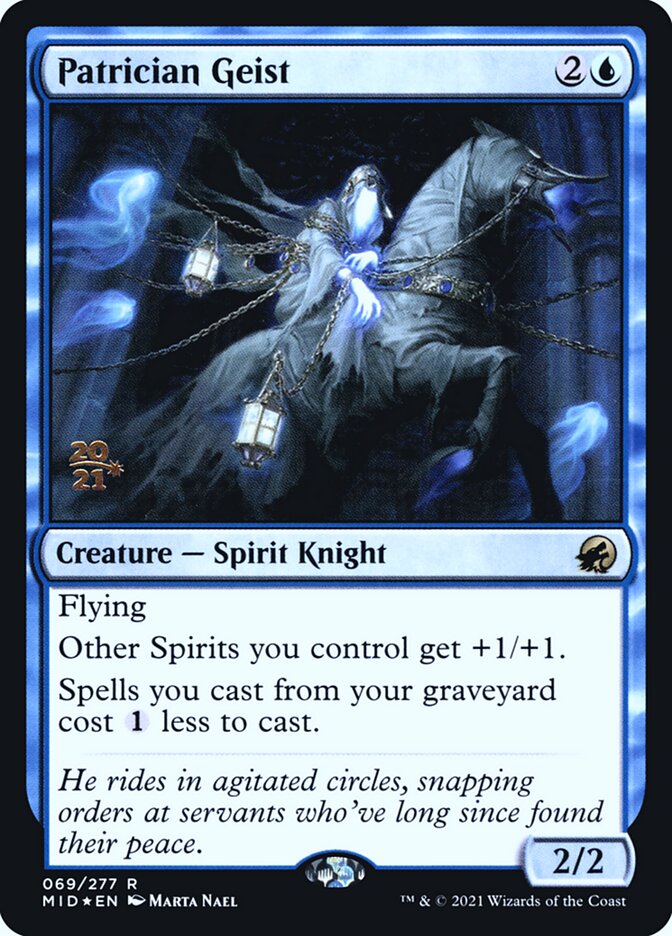 Patrician Geist 2
20
21
Creature — Spirit Knight
Flying
Other Spirits you control get +1/+1.
Spells you cast from your graveyard
cost 1 less to cast.
He rides in agitated circles, snapping
orders at servants who've long since found
their peace.
2/2
069/277 R
MID★EN Marta Nael
™ & © 2021 Wizards of the Coast